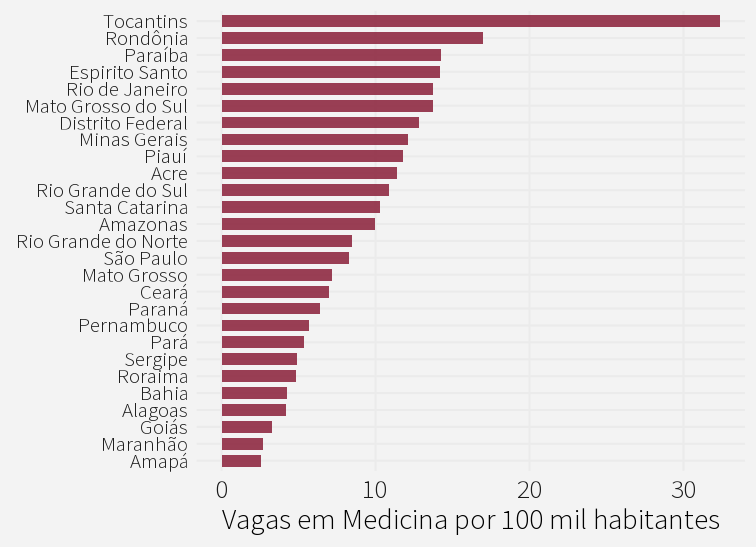 Tocantins
Rondônia
Paraíba
Espirito Santo
Rio de Janeiro
Mato Grosso do Sul
Distrito Federal
Minas Gerais
Piauí
Acre
Rio Grande do Sul
Santa Catarina
Amazonas
Rio Grande do Norte
São Paulo
Mato Grosso
Ceará
Paraná
Pernambuco
Pará
Sergipe
Roraima
Bahia
Alagoas
Goiás
Maranhão
Amapá
0 10 20 30
Vagas em Medicina por 100 mil habitantes